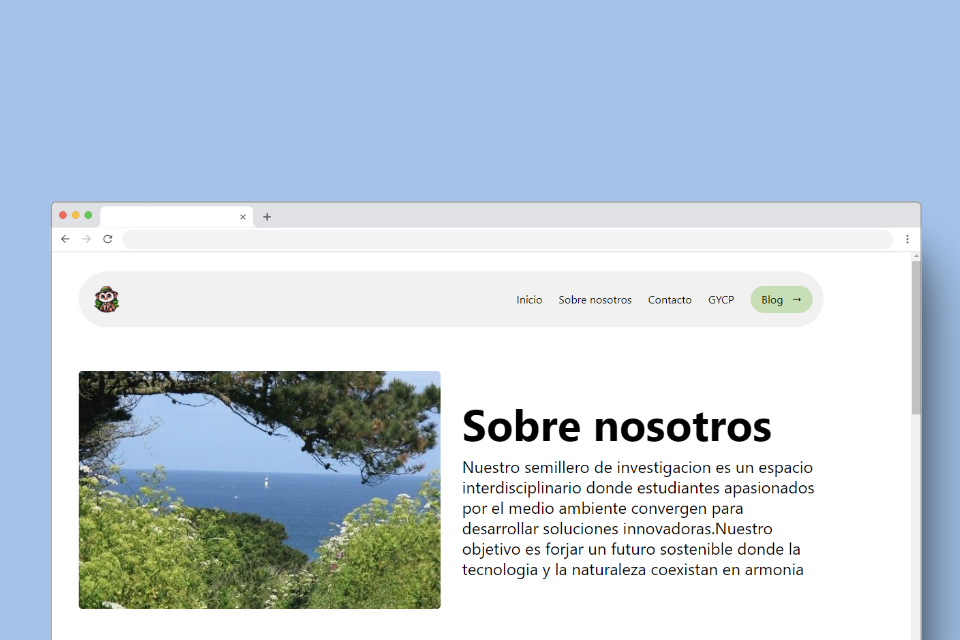 Inicio Sobre nosotros Contacto GYCP Blog →
Sobre nosotros
Nuestro semillero de investigacion es un espacio
interdisciplinario donde estudiantes apasionados
por el medio ambiente convergen para
desarrollar soluciones innovadoras.Nuestro
objetivo es forjar un futuro sostenible donde la
tecnologia y la naturaleza coexistan en armonia